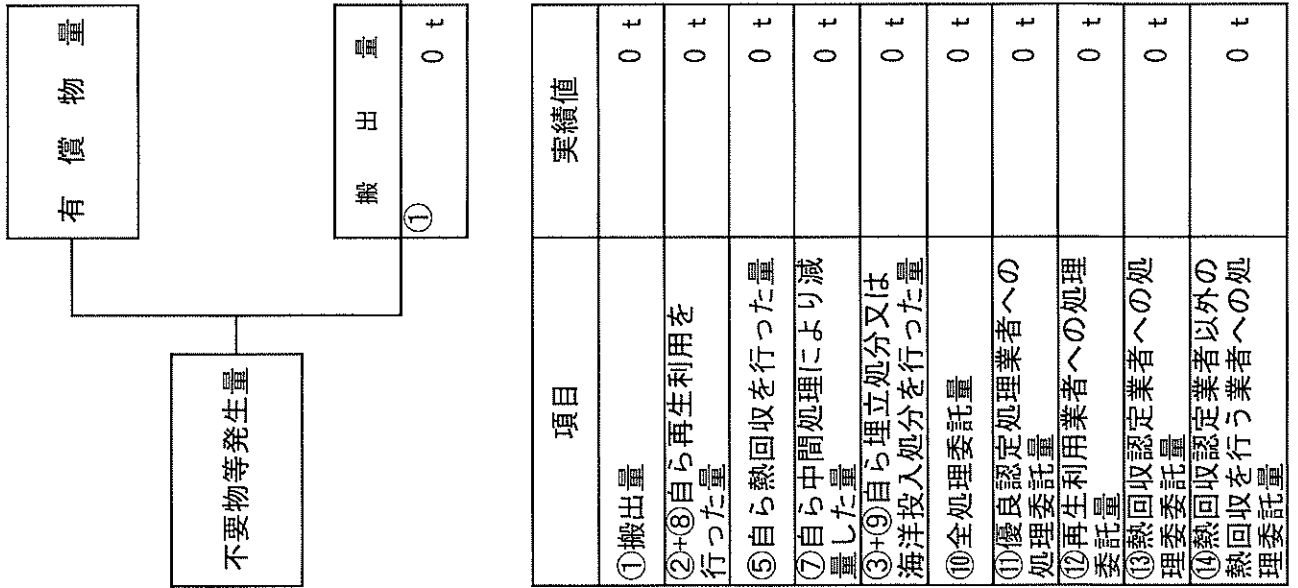 有償物量
搬出量
① 0 t
不要物等発生量
項目 実績値
①搬出量 0 t
②+⑧自ら再生利用を
行った量 0 t
⑤自ら熱回収を行った量 0 t
⑦自ら中間処理により減
量した量 0 t
③+⑨自ら埋立処分又は
海洋投入処分を行った量 0 t
⑩全処理委託量 0 t
⑪優良認定処理業者への
処理委託量 0 t
⑫再生利用業者への処理
委託量 0 t
⑬熱回収認定業者への処
理委委託量 0 t
⑭熱回収認定業者以外の
熱回収を行う業者への処
理委託量 0 t